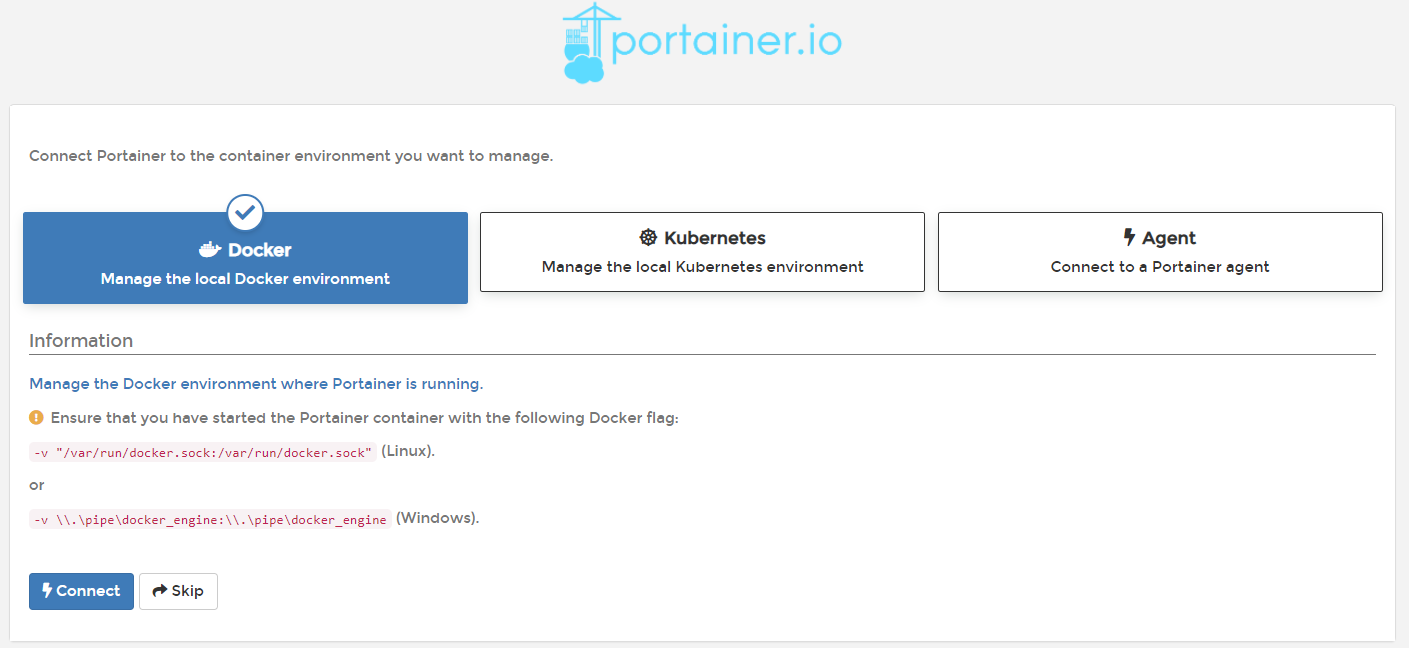 portainer.io
Connect Portainer to the container environment you want to manage.
Docker
Manage the local Docker environment
Kubernetes
Manage the local Kubernetes environment
Agent
Connect to a Portainer agent
Information
Manage the Docker environment where Portainer is running.
Ensure that you have started the Portainer container with the following Docker flag:
-v "/var/run/docker.sock:/var/run/docker.sock" (Linux).
or
-v \\.\pipe\docker_engine:\\.\pipe\docker_engine (Windows).
Connect Skip